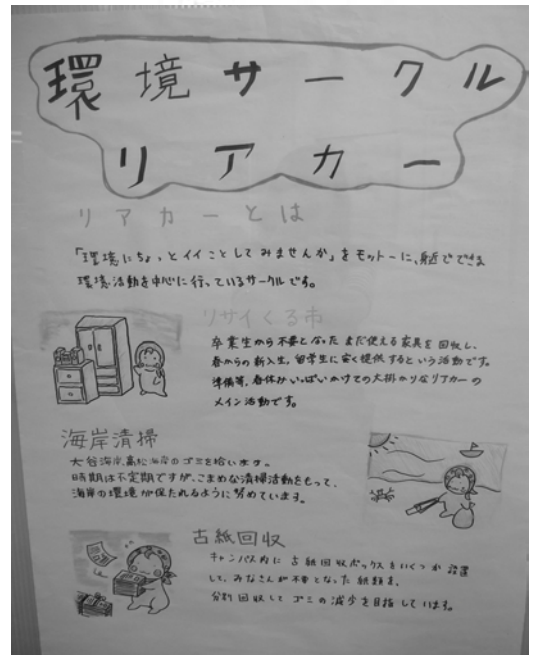 環境サークル
リアカー
リアカーとは
「環境にちょっとイイことしてみませんか」をモットーに、身近でできる
環境活動を中心に行っているサークルです。
リサイくる市
卒業生から不要となったまだ使える家具を回収し、
春からの新入生、留学生に安く提供するという活動です。
準備等、春休みいっぱいかけての大掛かりなリアカーの
メイン活動です。
海岸清掃
大谷海岸、高松海岸のゴミを拾います。
時期は不定期ですが、こまめな清掃活動をもって、
海岸の環境が保たれるように努めています。
古紙回収
キャンパス内に古紙回収ボックスをいくつか設置
して、みなさんが不要となった紙類を、
分別回収してゴミの減少を目指しています。